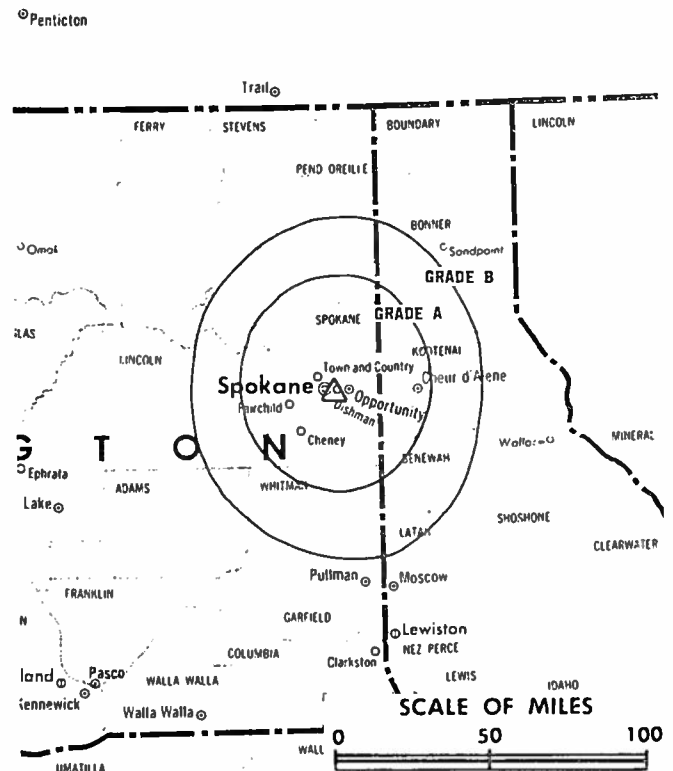 Penticton
Trail
FERRY STEVENS BOUNDARY LINCOLN
PEND OREILLE
BONNER
Omak
Sandpoint
GRADE B
SPOKANE GRADE A
LAS
LINCOLN
KOOTENAI
Town and Country
Coeur d'Alene
Spokane
Opportunity
Fairchild
Dishman
Cheney
G T O N
MINERAL
Ephrata
BENEWAH
ADAMS
WHITMAN
Lake
SHOSHONE
LATAH
CLEARWATER
Pullman
Moscow
FRANKLIN
N
GARFIELD
Lewiston
COLUMBIA
NEZ PERCE
Clarkston
land
Pasco
WALLA WALLA
LEWIS
IDAHO
Kennewick
Walla Walla
SCALE OF MILES
0 50 100
WALL
UMATILLA